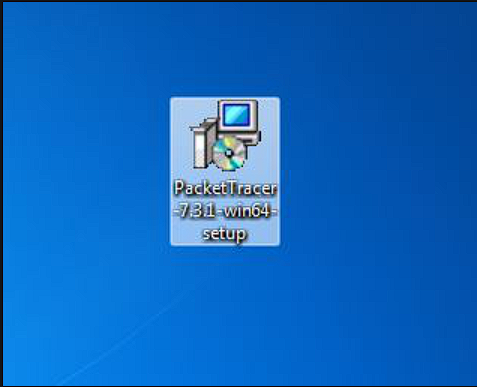 PacketTracer
-7.3.1-win64-
setup